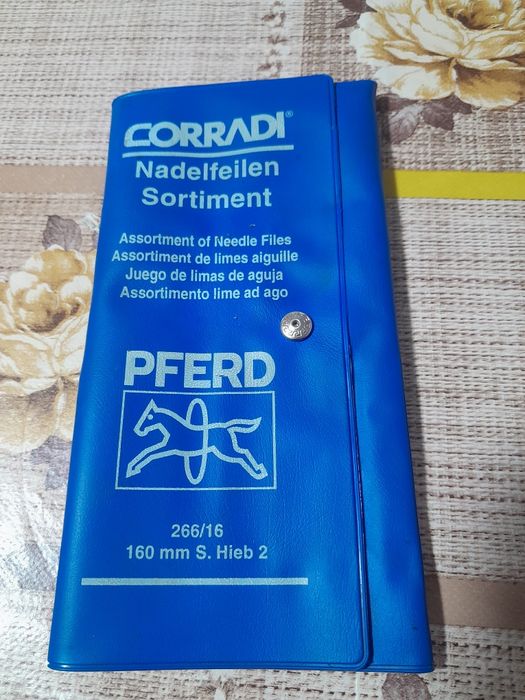 CORRADI®
Nadelfeilen
Sortiment
Assortment of Needle Files
Assortiment de limes aiguille
Juego de limas de aguja
Assortimento lime ad ago
PFERD
266/16
160 mm S. Hieb 2